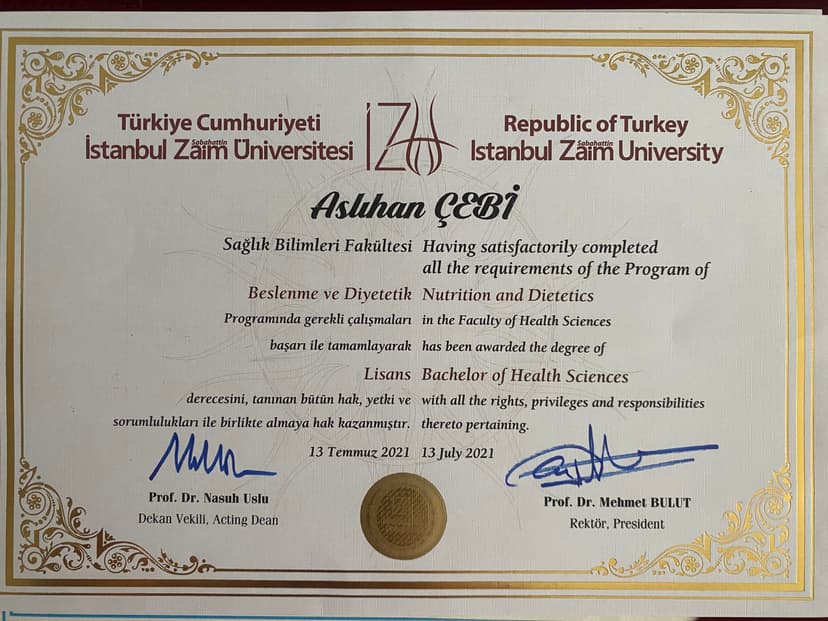 Türkiye Cumhuriyeti
İstanbul Sabahattin Zaim Üniversitesi
İZÜ
Republic of Turkey
Istanbul Sabahattin Zaim University
Aslıhan ÇEBİ
Sağlık Bilimleri Fakültesi
Beslenme ve Diyetetik
Programında gerekli çalışmaları
başarı ile tamamlayarak
Lisans
derecesini, tanınan bütün hak, yetki ve
sorumlulukları ile birlikte almaya hak kazanmıştır.
13 Temmuz 2021
Having satisfactorily completed
all the requirements of the Program of
Nutrition and Dietetics
in the Faculty of Health Sciences
has been awarded the degree of
Bachelor of Health Sciences
with all the rights, privileges and responsibilities
thereto pertaining.
13 July 2021
Prof. Dr. Nasuh Uslu
Dekan Vekili, Acting Dean
Prof. Dr. Mehmet BULUT
Rektör, President